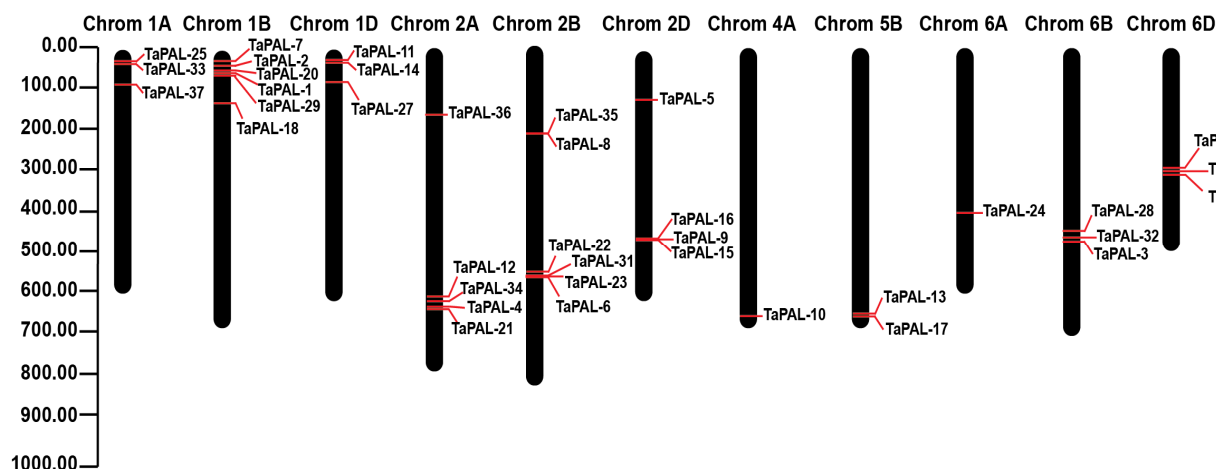 Chrom 1A Chrom 1B Chrom 1D Chrom 2A Chrom 2B Chrom 2D Chrom 4A Chrom 5B Chrom 6A Chrom 6B Chrom 6D
0.00
100.00
200.00
300.00
400.00
500.00
600.00
700.00
800.00
900.00
1000.00
TaPAL-25
TaPAL-33
TaPAL-37
TaPAL-7
TaPAL-2
TaPAL-20
TaPAL-1
TaPAL-29
TaPAL-18
TaPAL-11
TaPAL-14
TaPAL-27
TaPAL-36
TaPAL-12
TaPAL-34
TaPAL-4
TaPAL-21
TaPAL-35
TaPAL-8
TaPAL-22
TaPAL-31
TaPAL-23
TaPAL-6
TaPAL-5
TaPAL-16
TaPAL-9
TaPAL-15
TaPAL-10
TaPAL-13
TaPAL-17
TaPAL-24
TaPAL-28
TaPAL-32
TaPAL-3